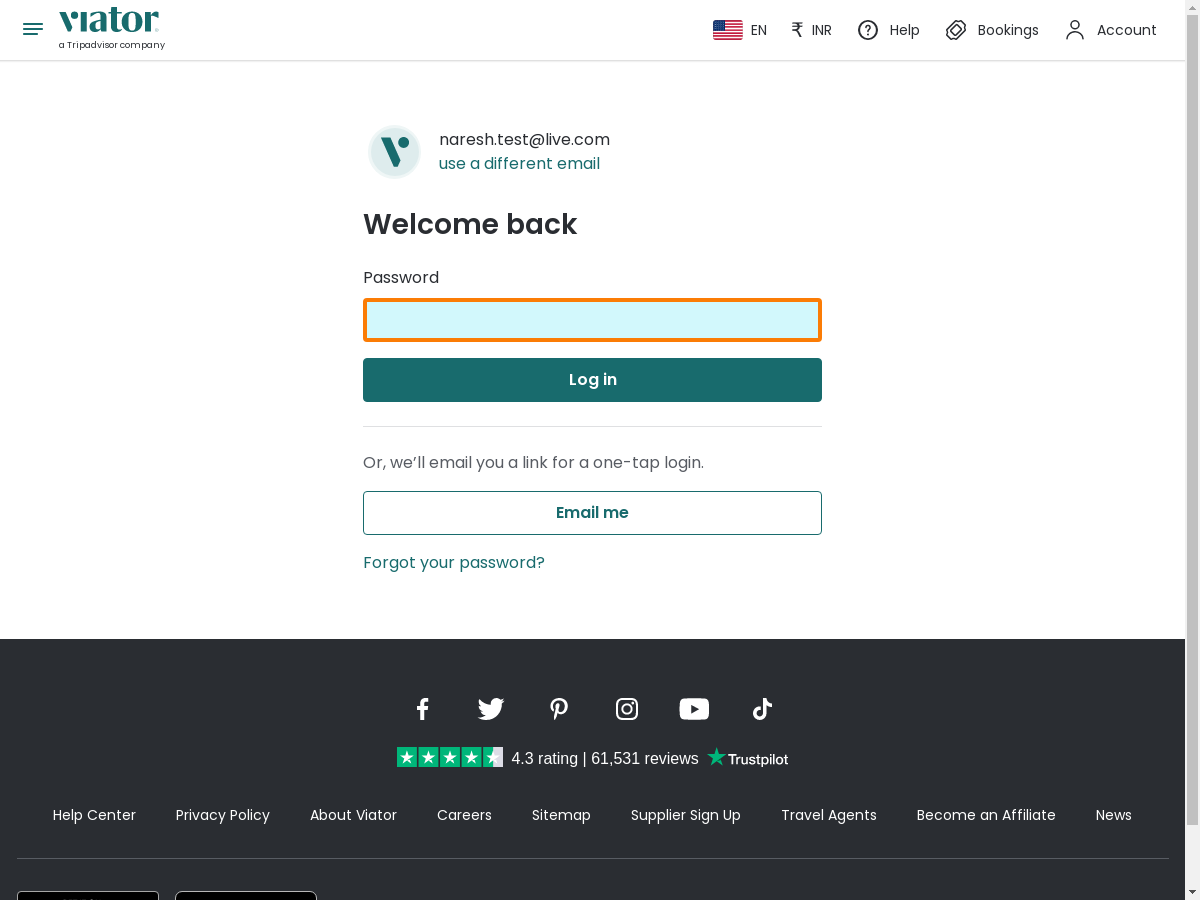 viator
a Tripadvisor company
EN
₹ INR
Help
Bookings
Account
naresh.test@live.com
use a different email
Welcome back
Password
Log in
Or, we’ll email you a link for a one-tap login.
Email me
Forgot your password?
4.3 rating | 61,531 reviews
Trustpilot
Help Center
Privacy Policy
About Viator
Careers
Sitemap
Supplier Sign Up
Travel Agents
Become an Affiliate
News